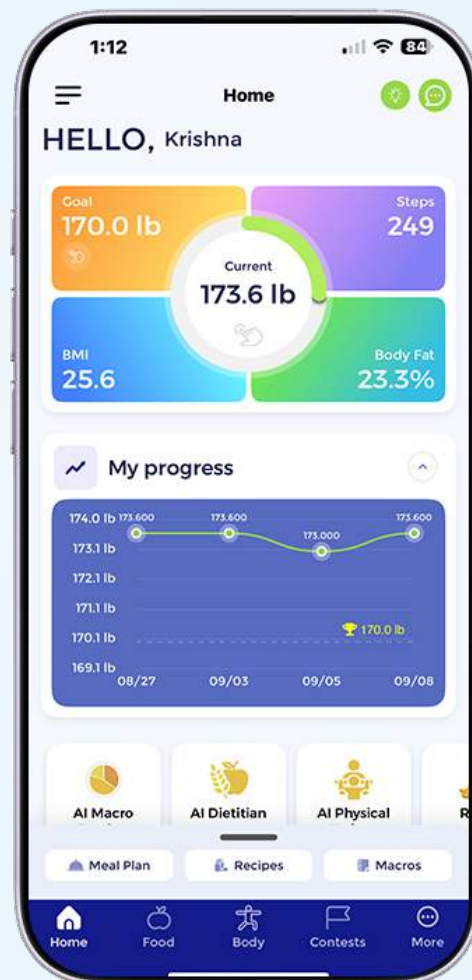 1:12
84
Home
HELLO, Krishna
Goal
170.0 lb
Steps
249
Current
173.6 lb
BMI
25.6
Body Fat
23.3%
My progress
174.0 lb
173.600
173.600
173.000
173.600
173.1 lb
172.1 lb
171.1 lb
170.1 lb
170.0 lb
169.1 lb
08/27
09/03
09/05
09/08
AI Macro
AI Dietitian
AI Physical
R
Meal Plan
Recipes
Macros
Home
Food
Body
Contests
More